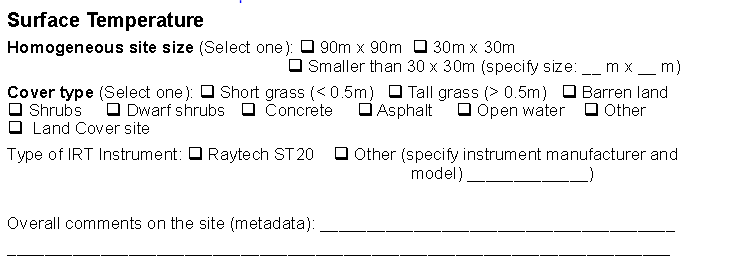 Surface Temperature
Homogeneous site size (Select one): ❑ 90m x 90m ❑ 30m x 30m
❑ Smaller than 30 x 30m (specify size: __ m x __ m)
Cover type (Select one): ❑ Short grass (< 0.5m) ❑ Tall grass (> 0.5m) ❑ Barren land
❑ Shrubs ❑ Dwarf shrubs ❑ Concrete ❑ Asphalt ❑ Open water ❑ Other
❑ Land Cover site
Type of IRT Instrument: ❑ Raytech ST20 ❑ Other (specify instrument manufacturer and
model) _____________)
Overall comments on the site (metadata): ______________________________________
_______________________________________________________________________